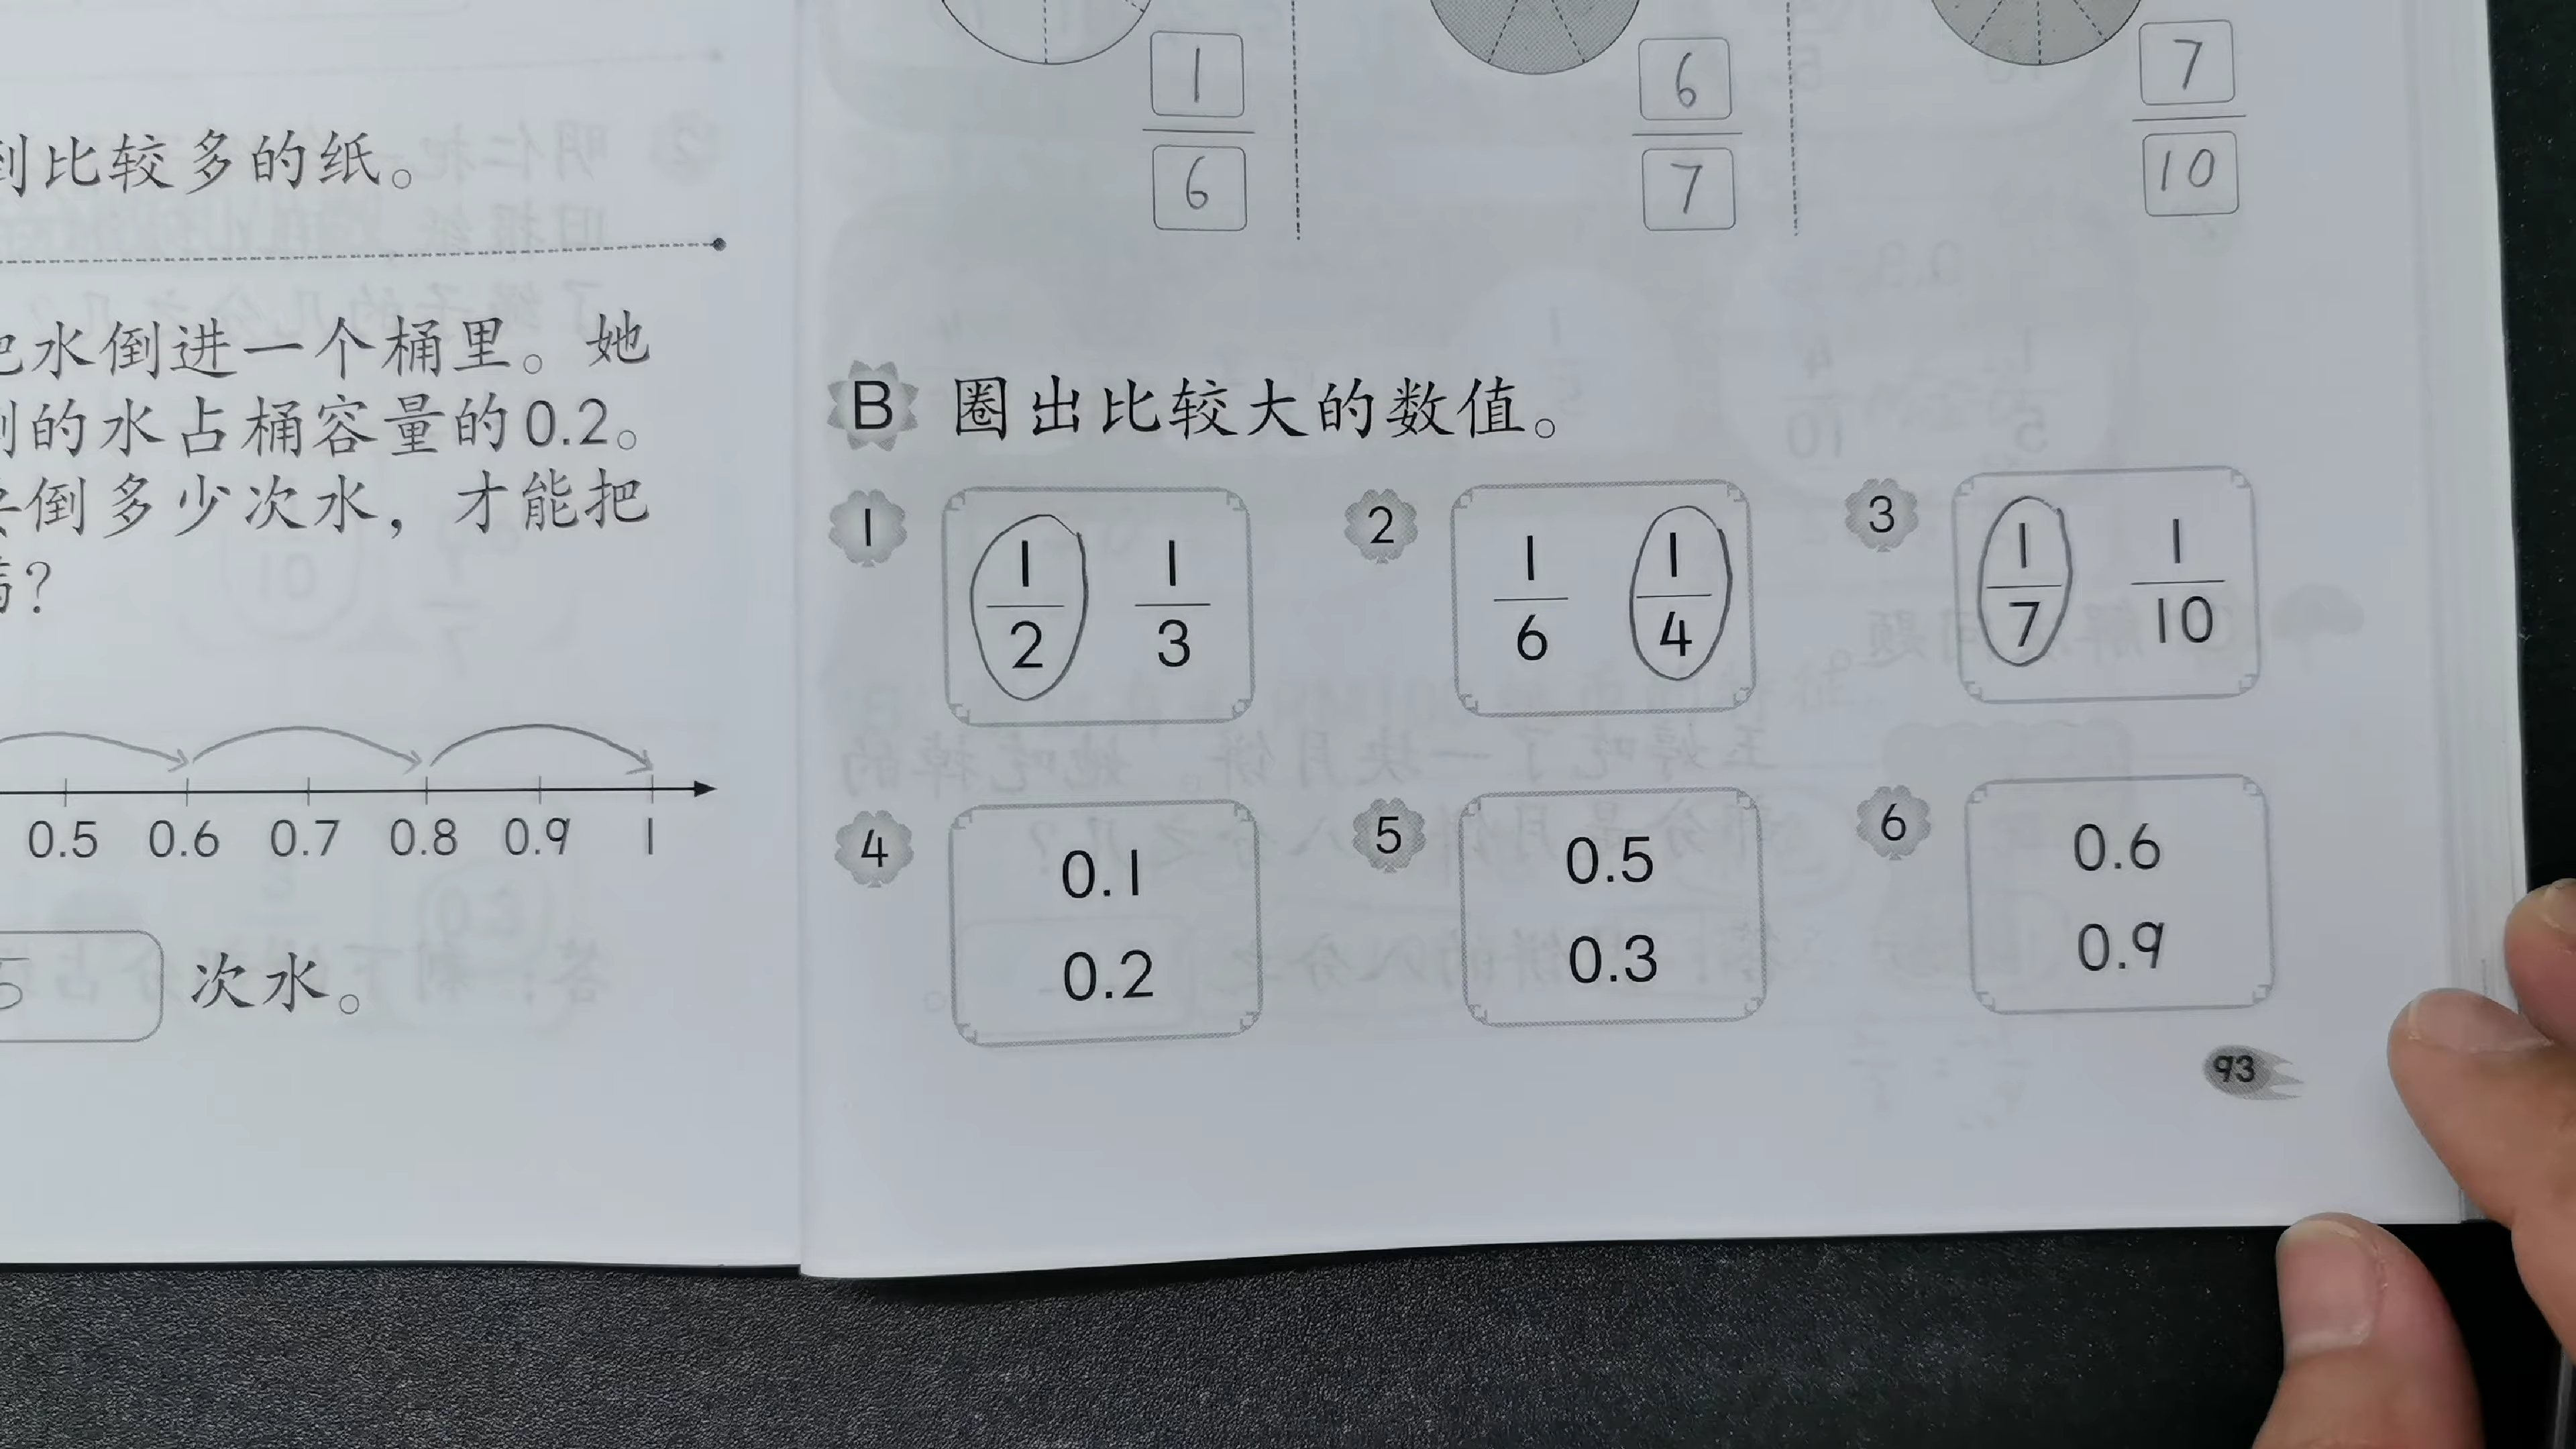 到比较多的纸。
把水倒进一个桶里。她
倒的水占桶容量的0.2。
倒多少次水，才能把
满？
0.5 0.6 0.7 0.8 0.9 1
5 次水。
1/6
6/7
7/10
B 圈出比较大的数值。
1 1/2 1/3
2 1/6 1/4
3 1/7 1/10
4 0.1
0.2
5 0.5
0.3
6 0.6
0.9
93